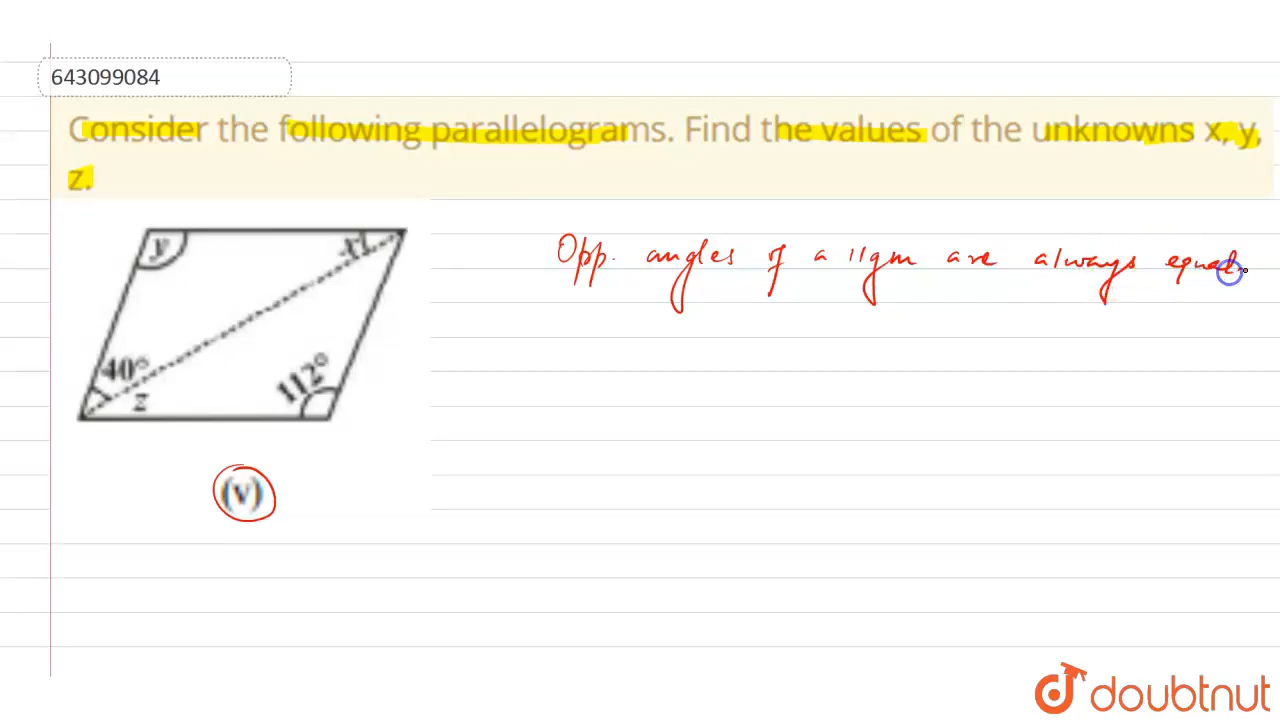 643099084
Consider the following parallelograms. Find the values of the unknowns x, y,
z.
y
x
Opp. angles of a ||gm are always equal.
40°
z
112°
(v)
doubtnut